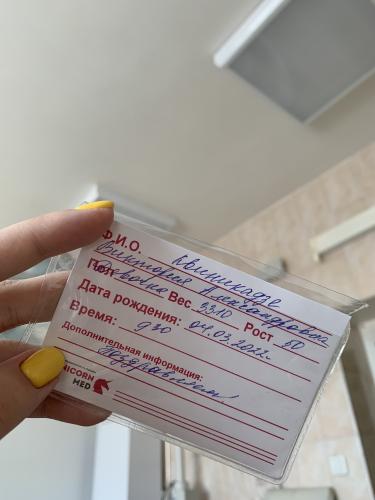 Ф.И.О.
Виктория Александровна
Пол девочка Вес 3310 Рост 50
Дата рождения: 04.03.2022г.
Время: 9 30
Дополнительная информация:
Поздравляем!
UNICORN
MED